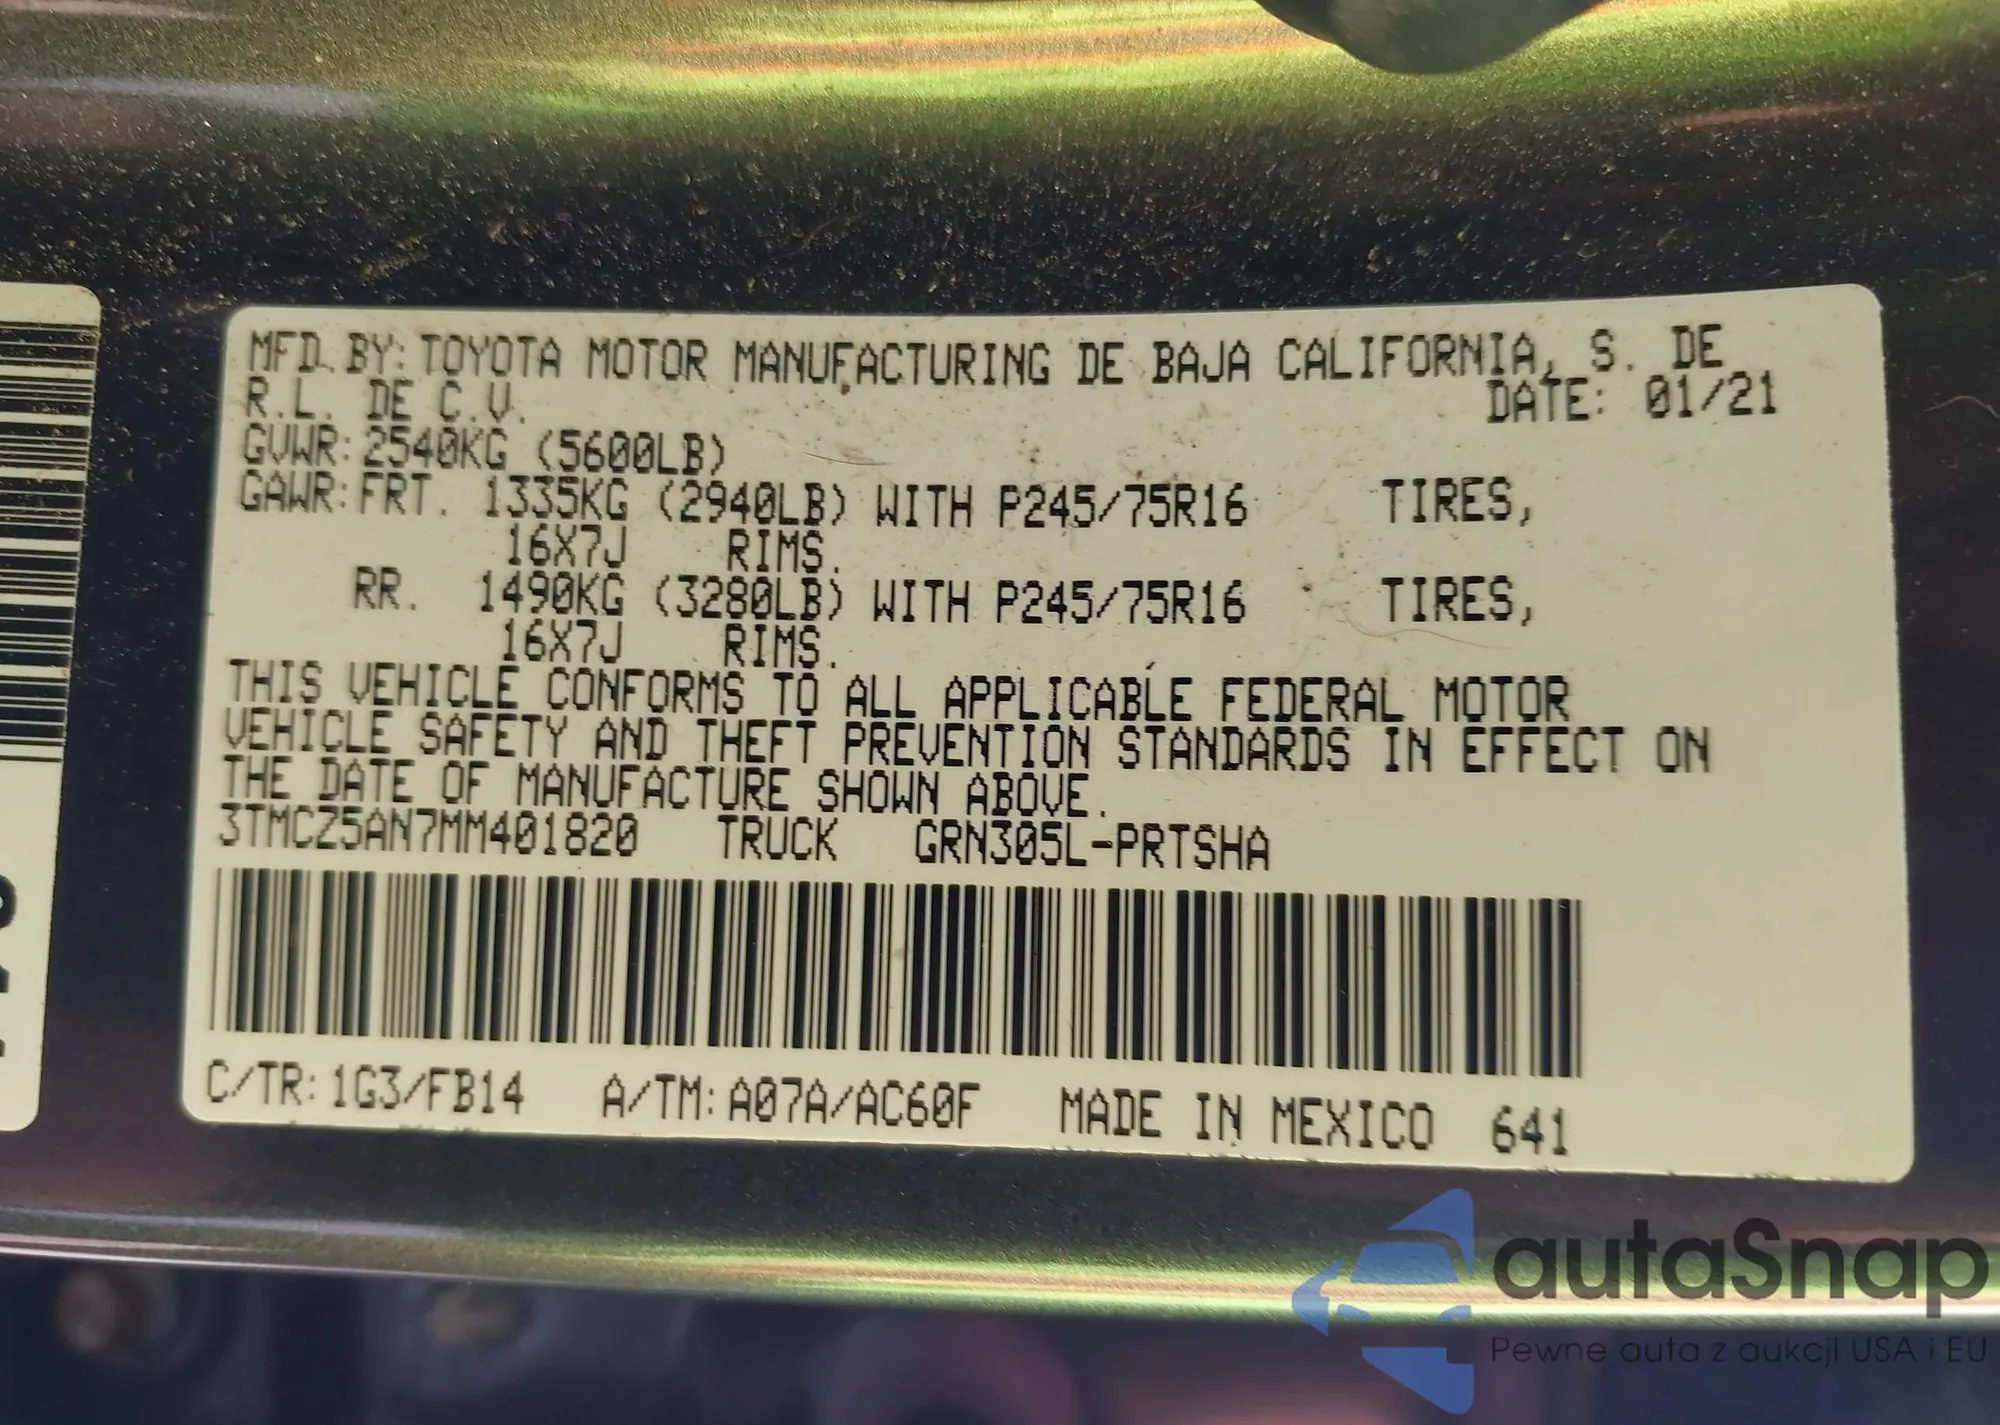 MFD. BY: TOYOTA MOTOR MANUFACTURING DE BAJA CALIFORNIA, S. DE
R.L. DE C.V. DATE: 01/21
GVWR: 2540KG (5600LB)
GAWR: FRT. 1335KG (2940LB) WITH P245/75R16 TIRES,
16X7J RIMS.
RR. 1490KG (3280LB) WITH P245/75R16 TIRES,
16X7J RIMS.
THIS VEHICLE CONFORMS TO ALL APPLICABLE FEDERAL MOTOR
VEHICLE SAFETY AND THEFT PREVENTION STANDARDS IN EFFECT ON
THE DATE OF MANUFACTURE SHOWN ABOVE.
3TMCZ5AN7MM401820 TRUCK GRN305L-PRTSHA
C/TR: 1G3/FB14 A/TM: A07A/AC60F MADE IN MEXICO 641
autaSnap
Pewne auta z aukcji USA i EU